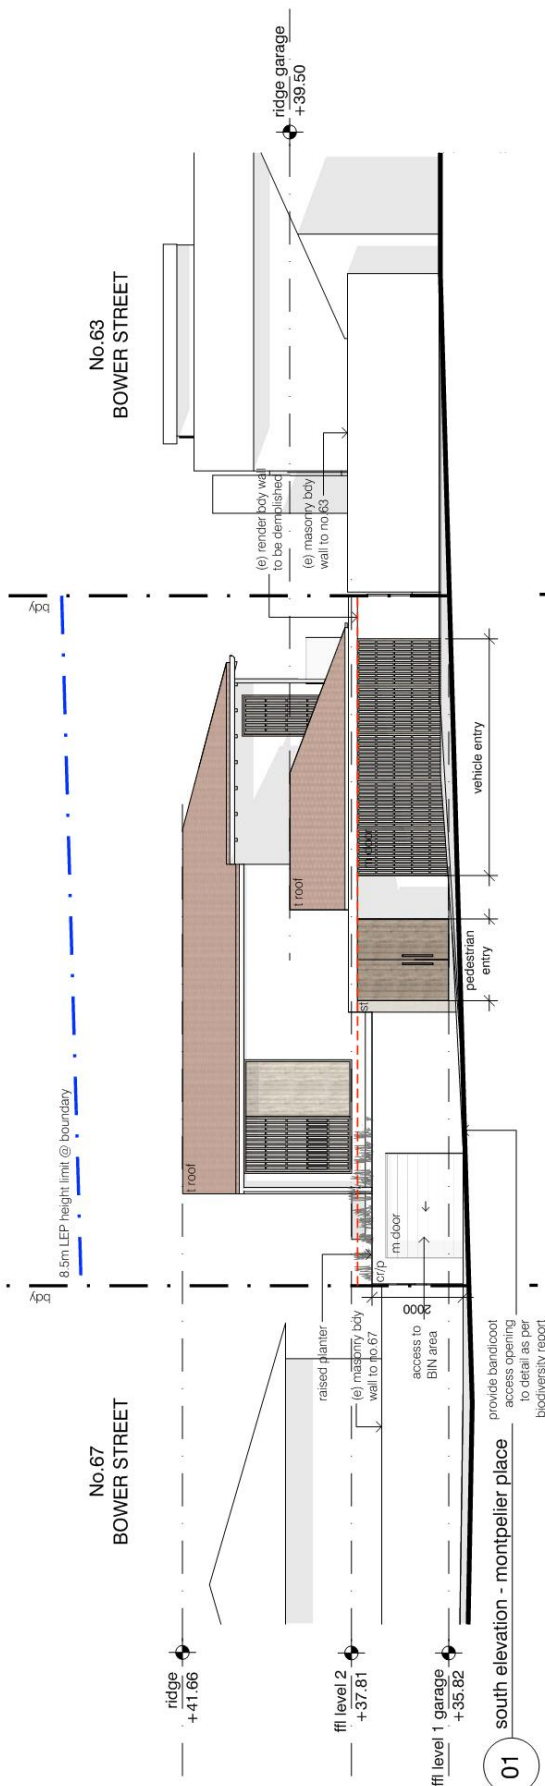 No.67
BOWER STREET
No.63
BOWER STREET
bdy
8.5m LEP height limit @ boundary
bdy
ridge
+41.66
ridge garage
+39.50
ffl level 2
+37.81
ffl level 1 garage
+35.82
t roof
t roof
raised planter
(e) masonry bdy
wall to no.67
access to
BIN area
2000
cr/p
m door
st
m door
(e) render bdy wall
to be demolished
(e) masonry bdy
wall to no.63
pedestrian
entry
vehicle entry
provide bandicoot
access opening
to detail as per
biodiversity report
01
south elevation - montpelier place